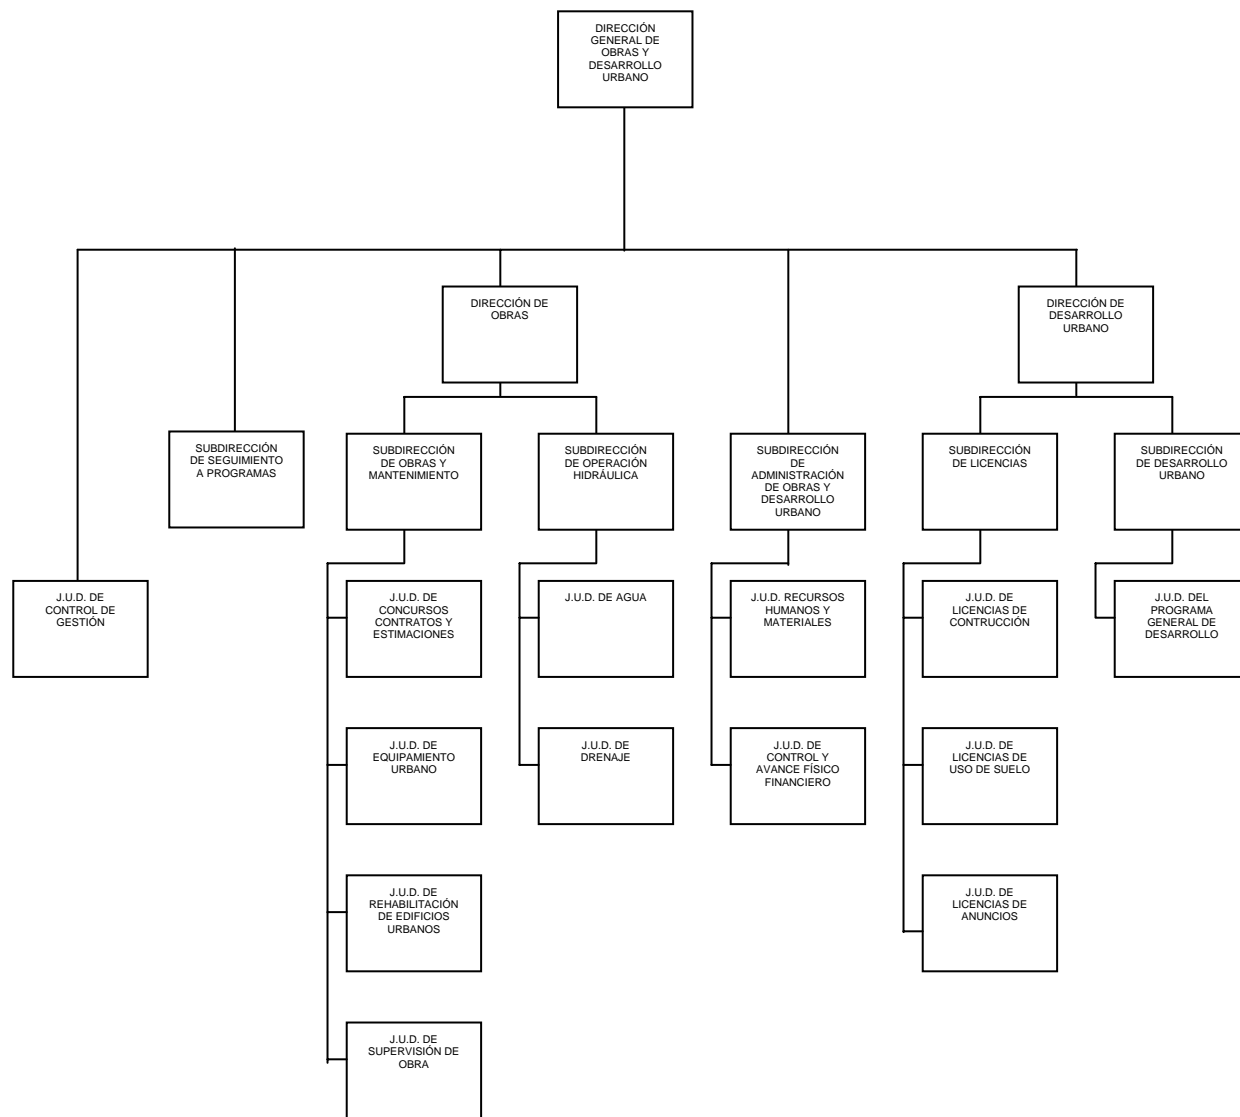 DIRECCIÓN
GENERAL DE
OBRAS Y
DESARROLLO
URBANO
DIRECCIÓN DE
OBRAS
DIRECCIÓN DE
DESARROLLO
URBANO
SUBDIRECCIÓN
DE SEGUIMIENTO
A PROGRAMAS
SUBDIRECCIÓN
DE OBRAS Y
MANTENIMIENTO
SUBDIRECCIÓN
DE OPERACIÓN
HIDRÁULICA
SUBDIRECCIÓN
DE
ADMINISTRACIÓN
DE OBRAS Y
DESARROLLO
URBANO
SUBDIRECCIÓN
DE LICENCIAS
SUBDIRECCIÓN
DE DESARROLLO
URBANO
J.U.D. DE
CONTROL DE
GESTIÓN
J.U.D. DE
CONCURSOS
CONTRATOS Y
ESTIMACIONES
J.U.D. DE AGUA
J.U.D. RECURSOS
HUMANOS Y
MATERIALES
J.U.D. DE
LICENCIAS DE
CONTRUCCIÓN
J.U.D. DEL
PROGRAMA
GENERAL DE
DESARROLLO
J.U.D. DE
EQUIPAMIENTO
URBANO
J.U.D. DE
DRENAJE
J.U.D. DE
CONTROL Y
AVANCE FÍSICO
FINANCIERO
J.U.D. DE
LICENCIAS DE
USO DE SUELO
J.U.D. DE
REHABILITACIÓN
DE EDIFICIOS
URBANOS
J.U.D. DE
LICENCIAS DE
ANUNCIOS
J.U.D. DE
SUPERVISIÓN DE
OBRA